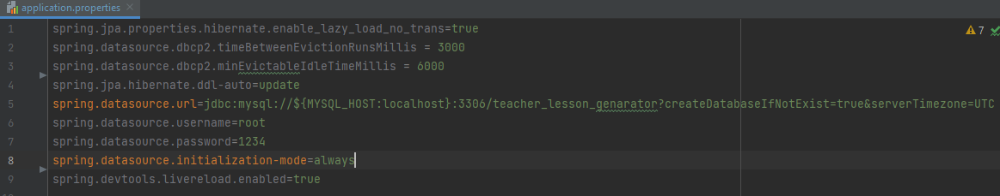 application.properties
7
1 spring.jpa.properties.hibernate.enable_lazy_load_no_trans=true
2 spring.datasource.dbcp2.timeBetweenEvictionRunsMillis = 3000
3 spring.datasource.dbcp2.minEvictableIdleTimeMillis = 6000
4 spring.jpa.hibernate.ddl-auto=update
5 spring.datasource.url=jdbc:mysql://${MYSQL_HOST:localhost}:3306/teacher_lesson_genarator?createDatabaseIfNotExist=true&serverTimezone=UTC
6 spring.datasource.username=root
7 spring.datasource.password=1234
8 spring.datasource.initialization-mode=always
9 spring.devtools.livereload.enabled=true